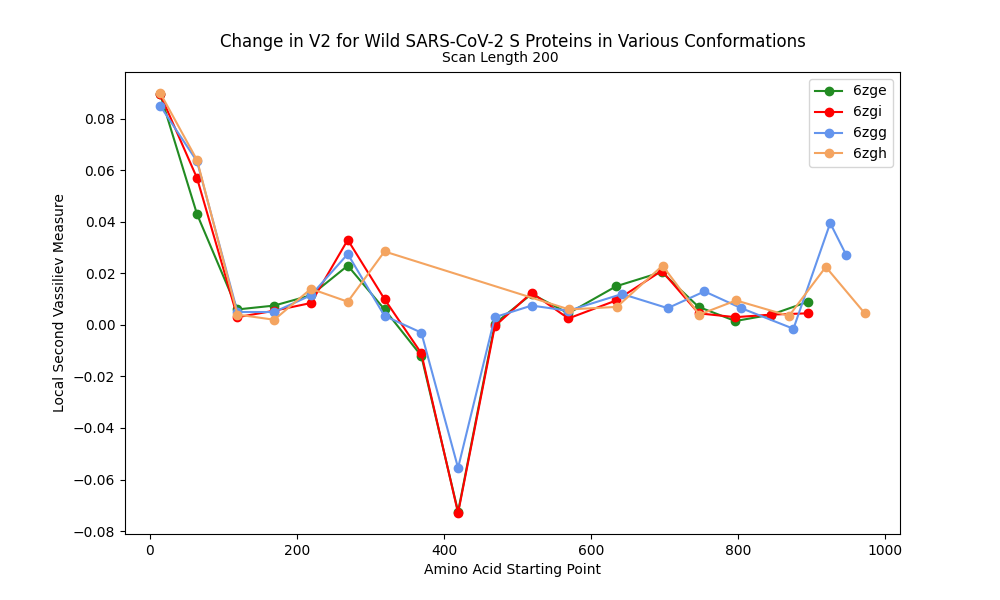 Change in V2 for Wild SARS-CoV-2 S Proteins in Various Conformations
Scan Length 200
6zge
6zgi
6zgg
6zgh
Local Second Vassiliev Measure
0.08
0.06
0.04
0.02
0.00
−0.02
−0.04
−0.06
−0.08
0
200
400
600
800
1000
Amino Acid Starting Point